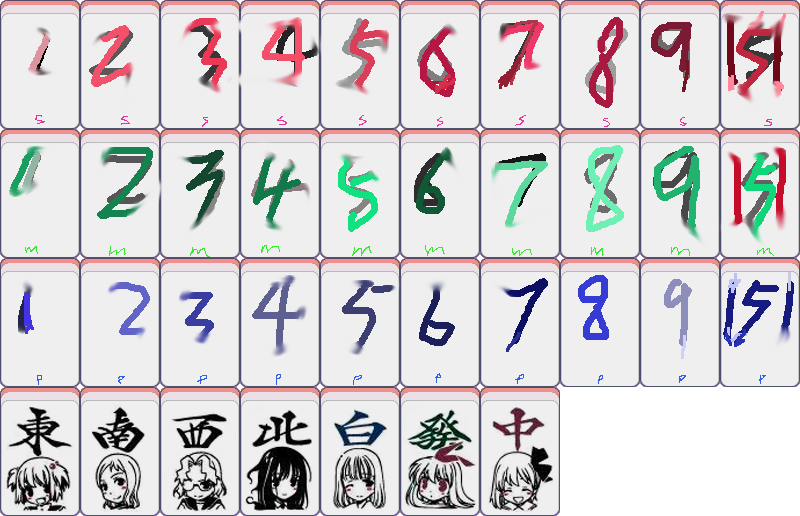 1 2 3 4 5 6 7 8 9 |5|
s s s s s s s s s s
1 2 3 4 5 6 7 8 9 |5|
m m m m m m m m m m
1 2 3 4 5 6 7 8 9 |5|
p p p p p p p p p p
東 南 西 北 白 發 中